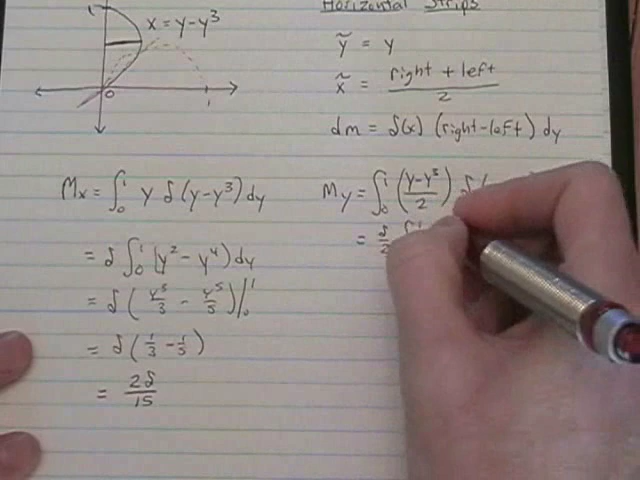 Horizontal Strips
1
x = y - y³
ỹ = y
x̃ = (right + left)/2
0
1
dm = δ(x) (right - left) dy
Mx = ∫₀¹ y δ (y - y³) dy
My = ∫₀¹ ((y - y³)/2) δ (
= δ ∫₀¹ (y² - y⁴) dy
= δ/2
= δ (y³/3 - y⁵/5) |₀¹
= δ (1/3 - 1/5)
= 2δ/15